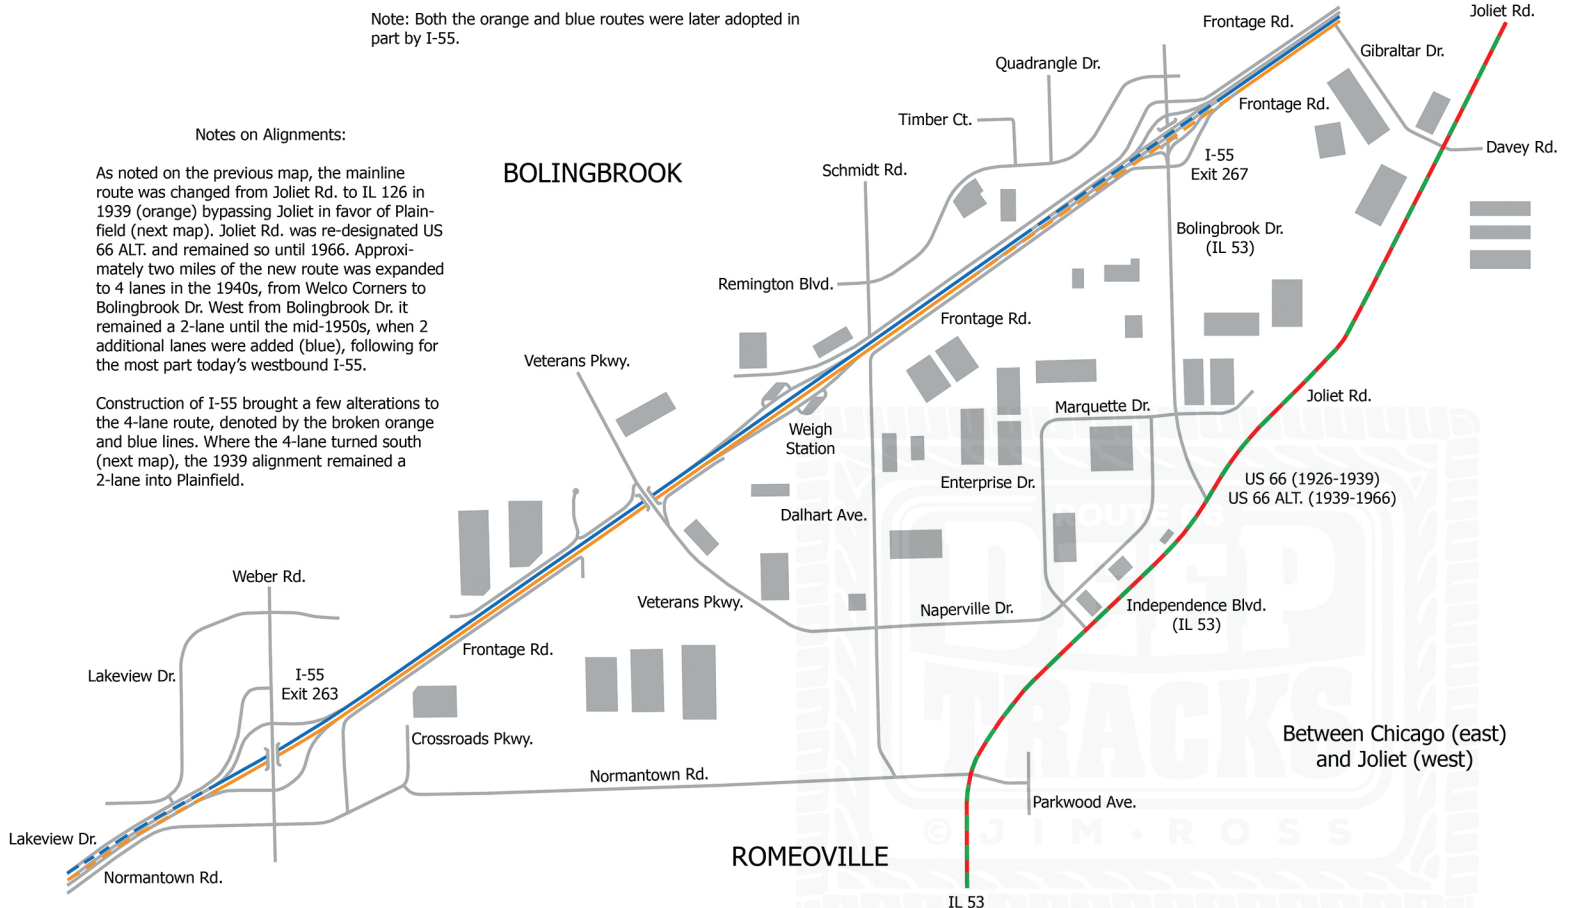 Note: Both the orange and blue routes were later adopted in
part by I-55.
Notes on Alignments:
As noted on the previous map, the mainline
route was changed from Joliet Rd. to IL 126 in
1939 (orange) bypassing Joliet in favor of Plain-
field (next map). Joliet Rd. was re-designated US
66 ALT. and remained so until 1966. Approxi-
mately two miles of the new route was expanded
to 4 lanes in the 1940s, from Welco Corners to
Bolingbrook Dr. West from Bolingbrook Dr. it
remained a 2-lane until the mid-1950s, when 2
additional lanes were added (blue), following for
the most part today's westbound I-55.
Construction of I-55 brought a few alterations to
the 4-lane route, denoted by the broken orange
and blue lines. Where the 4-lane turned south
(next map), the 1939 alignment remained a
2-lane into Plainfield.
Joliet Rd.
Frontage Rd.
Gibraltar Dr.
Quadrangle Dr.
Frontage Rd.
Timber Ct.
Davey Rd.
I-55
Exit 267
BOLINGBROOK
Schmidt Rd.
Bolingbrook Dr.
(IL 53)
Remington Blvd.
Frontage Rd.
Veterans Pkwy.
Joliet Rd.
Marquette Dr.
Weigh
Station
Enterprise Dr.
US 66 (1926-1939)
US 66 ALT. (1939-1966)
Dalhart Ave.
ROUTE 66
DEEP
TRACKS
© JIM • ROSS
Weber Rd.
Veterans Pkwy.
Naperville Dr.
Independence Blvd.
(IL 53)
Frontage Rd.
Lakeview Dr.
I-55
Exit 263
Crossroads Pkwy.
Between Chicago (east)
and Joliet (west)
Normantown Rd.
Parkwood Ave.
Lakeview Dr.
ROMEOVILLE
Normantown Rd.
IL 53